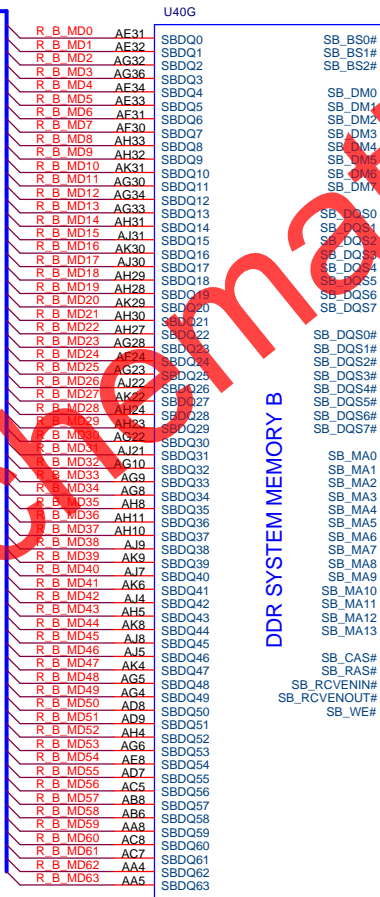 U40G
R_B_MD0 AE31 SBDQ0 SB_BS0#
R_B_MD1 AE32 SBDQ1 SB_BS1#
R_B_MD2 AG32 SBDQ2 SB_BS2#
R_B_MD3 AG36 SBDQ3
R_B_MD4 AE34 SBDQ4 SB_DM0
R_B_MD5 AE33 SBDQ5 SB_DM1
R_B_MD6 AF31 SBDQ6 SB_DM2
R_B_MD7 AF30 SBDQ7 SB_DM3
R_B_MD8 AH33 SBDQ8 SB_DM4
R_B_MD9 AH32 SBDQ9 SB_DM5
R_B_MD10 AK31 SBDQ10 SB_DM6
R_B_MD11 AG30 SBDQ11 SB_DM7
R_B_MD12 AG34 SBDQ12
R_B_MD13 AG33 SBDQ13 SB_DQS0
R_B_MD14 AH31 SBDQ14 SB_DQS1
R_B_MD15 AJ31 SBDQ15 SB_DQS2
R_B_MD16 AK30 SBDQ16 SB_DQS3
R_B_MD17 AJ30 SBDQ17 SB_DQS4
R_B_MD18 AH29 SBDQ18 SB_DQS5
R_B_MD19 AH28 SBDQ19 SB_DQS6
R_B_MD20 AK29 SBDQ20 SB_DQS7
R_B_MD21 AH30 SBDQ21
R_B_MD22 AH27 SBDQ22 SB_DQS0#
R_B_MD23 AG28 SBDQ23 SB_DQS1#
R_B_MD24 AF24 SBDQ24 SB_DQS2#
R_B_MD25 AG23 SBDQ25 SB_DQS3#
R_B_MD26 AJ22 SBDQ26 SB_DQS4#
R_B_MD27 AK22 SBDQ27 SB_DQS5#
R_B_MD28 AH24 SBDQ28 SB_DQS6#
R_B_MD29 AH23 SBDQ29 SB_DQS7#
R_B_MD30 AG22 SBDQ30
R_B_MD31 AJ21 SBDQ31 SB_MA0
R_B_MD32 AG10 SBDQ32 SB_MA1
R_B_MD33 AG9 SBDQ33 SB_MA2
R_B_MD34 AG8 SBDQ34 SB_MA3
R_B_MD35 AH8 SBDQ35 SB_MA4
R_B_MD36 AH11 SBDQ36 SB_MA5
R_B_MD37 AH10 SBDQ37 SB_MA6
R_B_MD38 AJ9 SBDQ38 SB_MA7
R_B_MD39 AK9 SBDQ39 SB_MA8
R_B_MD40 AJ7 SBDQ40 SB_MA9
R_B_MD41 AK6 SBDQ41 SB_MA10
R_B_MD42 AJ4 SBDQ42 SB_MA11
R_B_MD43 AH5 SBDQ43 SB_MA12
R_B_MD44 AK8 SBDQ44 SB_MA13
R_B_MD45 AJ8 SBDQ45
R_B_MD46 AJ5 SBDQ46 SB_CAS#
R_B_MD47 AK4 SBDQ47 SB_RAS#
R_B_MD48 AG5 SBDQ48 SB_RCVENIN#
R_B_MD49 AG4 SBDQ49 SB_RCVENOUT#
R_B_MD50 AD8 SBDQ50 SB_WE#
R_B_MD51 AD9 SBDQ51
R_B_MD52 AH4 SBDQ52
R_B_MD53 AG6 SBDQ53
R_B_MD54 AE8 SBDQ54
R_B_MD55 AD7 SBDQ55
R_B_MD56 AC5 SBDQ56
R_B_MD57 AB8 SBDQ57
R_B_MD58 AB6 SBDQ58
R_B_MD59 AA8 SBDQ59
R_B_MD60 AC8 SBDQ60
R_B_MD61 AC7 SBDQ61
R_B_MD62 AA4 SBDQ62
R_B_MD63 AA5 SBDQ63
DDR SYSTEM MEMORY B